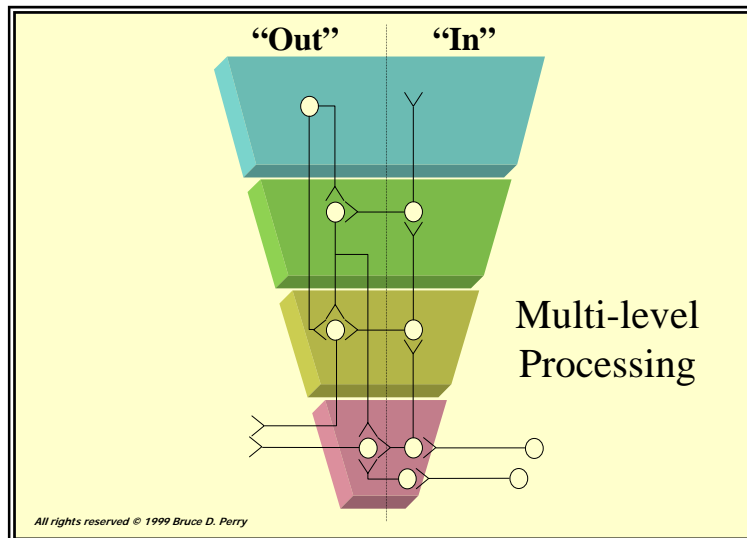 “Out” “In”
Multi-level
Processing
All rights reserved © 1999 Bruce D. Perry